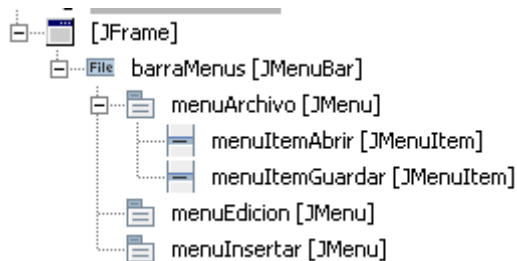 [JFrame]
File barraMenus [JMenuBar]
menuArchivo [JMenu]
menuItemAbrir [JMenuItem]
menuItemGuardar [JMenuItem]
menuEdicion [JMenu]
menuInsertar [JMenu]